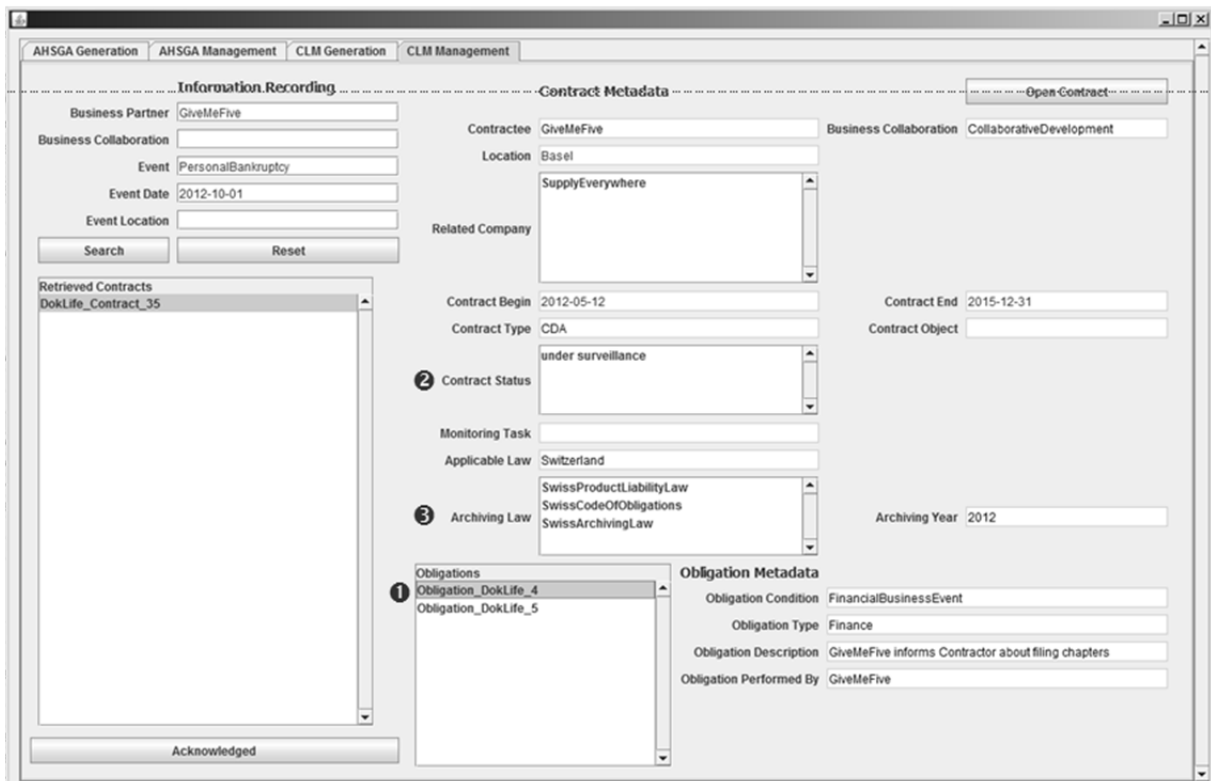 AHSGA Generation AHSGA Management CLM Generation CLM Management
Information Recording
Business Partner GiveMeFive
Business Collaboration
Event PersonalBankruptcy
Event Date 2012-10-01
Event Location
Search Reset
Retrieved Contracts
DokLife_Contract_35
Acknowledged
Contract Metadata
Open Contract
Contractee GiveMeFive Business Collaboration CollaborativeDevelopment
Location Basel
Related Company SupplyEverywhere
Contract Begin 2012-05-12 Contract End 2015-12-31
Contract Type CDA Contract Object
❷ Contract Status under surveillance
Monitoring Task
Applicable Law Switzerland
❸ Archiving Law SwissProductLiabilityLaw
SwissCodeOfObligations
SwissArchivingLaw
Archiving Year 2012
❶ Obligations
Obligation_DokLife_4
Obligation_DokLife_5
Obligation Metadata
Obligation Condition FinancialBusinessEvent
Obligation Type Finance
Obligation Description GiveMeFive informs Contractor about filing chapters
Obligation Performed By GiveMeFive